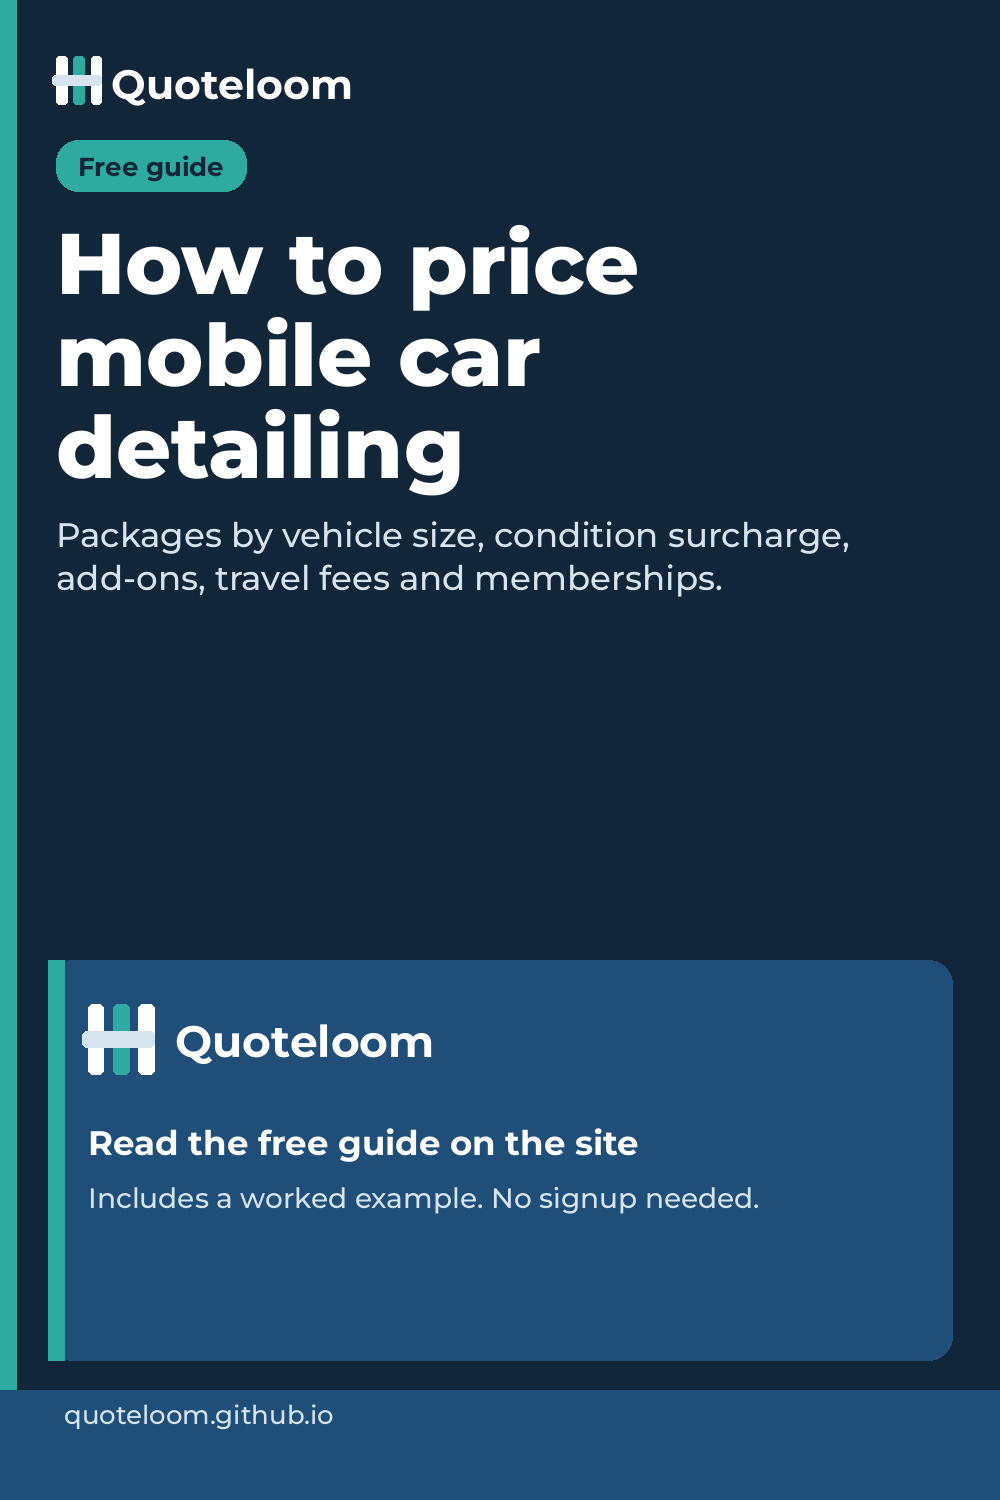 Quoteloom
Free guide
How to price
mobile car
detailing
Packages by vehicle size, condition surcharge,
add-ons, travel fees and memberships.
Quoteloom
Read the free guide on the site
Includes a worked example. No signup needed.
quoteloom.github.io